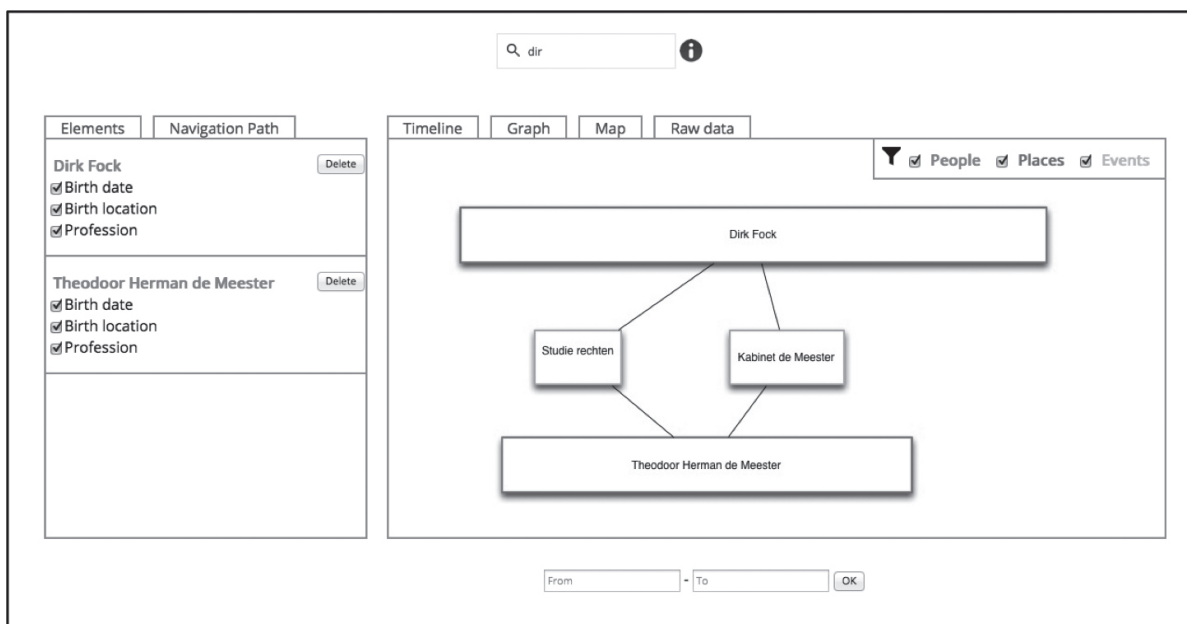 dir
Elements Navigation Path
Timeline Graph Map Raw data
Dirk Fock Delete
Birth date
Birth location
Profession
Theodoor Herman de Meester Delete
Birth date
Birth location
Profession
People Places Events
Dirk Fock
Studie rechten
Kabinet de Meester
Theodoor Herman de Meester
From - To OK